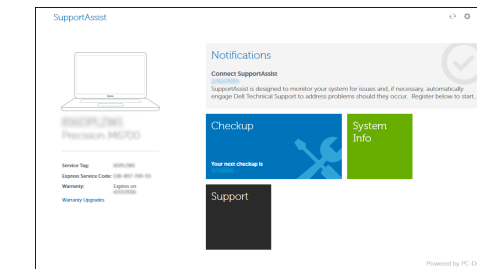 SupportAssist
Notifications
Connect SupportAssist
SupportAssist is designed to monitor your system for issues and, if necessary, automatically
engage Dell Technical Support to address problems should they occur. Register below to start..
Precision M6700
Checkup
System
Info
Service Tag:
Express Service Code:
Warranty: Expires on
Warranty Upgrades
Your next checkup is
Support
Powered by PC-Do